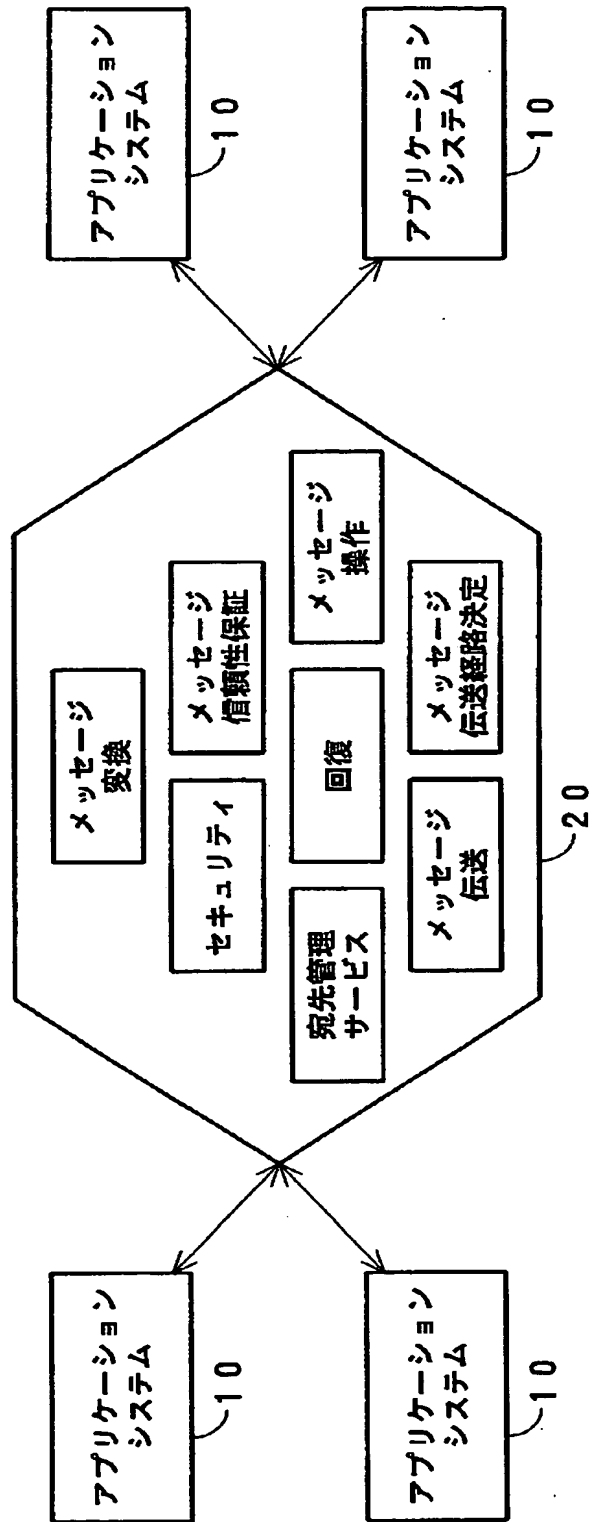 アプリケーション
システム
10
アプリケーション
システム
10
メッセージ
変換
セキュリティ
メッセージ
信頼性保証
宛先管理
サービス
回復
メッセージ
操作
メッセージ
伝送
メッセージ
伝送経路決定
20
アプリケーション
システム
10
アプリケーション
システム
10